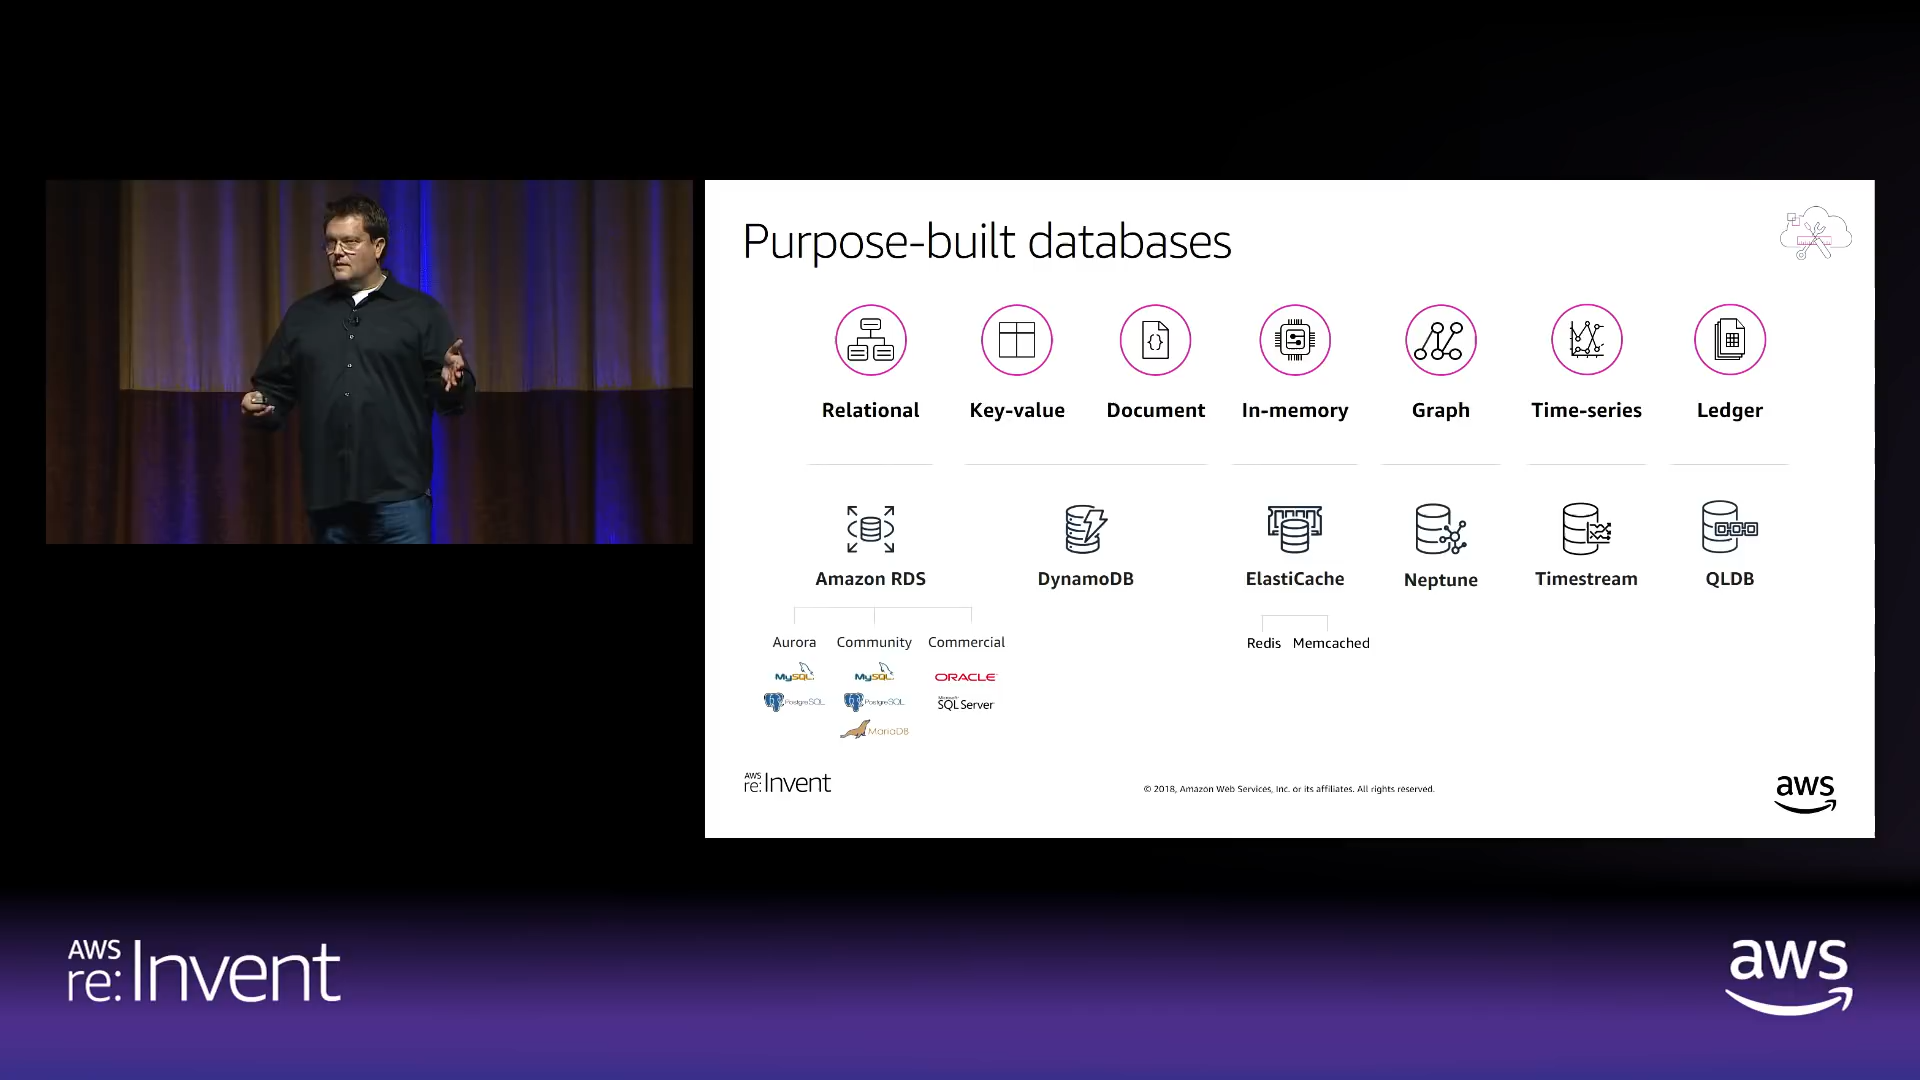 Purpose-built databases
Relational
Key-value
Document
In-memory
Graph
Time-series
Ledger
Amazon RDS
DynamoDB
ElastiCache
Neptune
Timestream
QLDB
Aurora
Community
Commercial
Redis
Memcached
MySQL
MySQL
ORACLE
PostgreSQL
PostgreSQL
Microsoft
SQL Server
MariaDB
AWS
re:Invent
© 2018, Amazon Web Services, Inc. or its affiliates. All rights reserved.
aws
AWS
re:Invent
aws